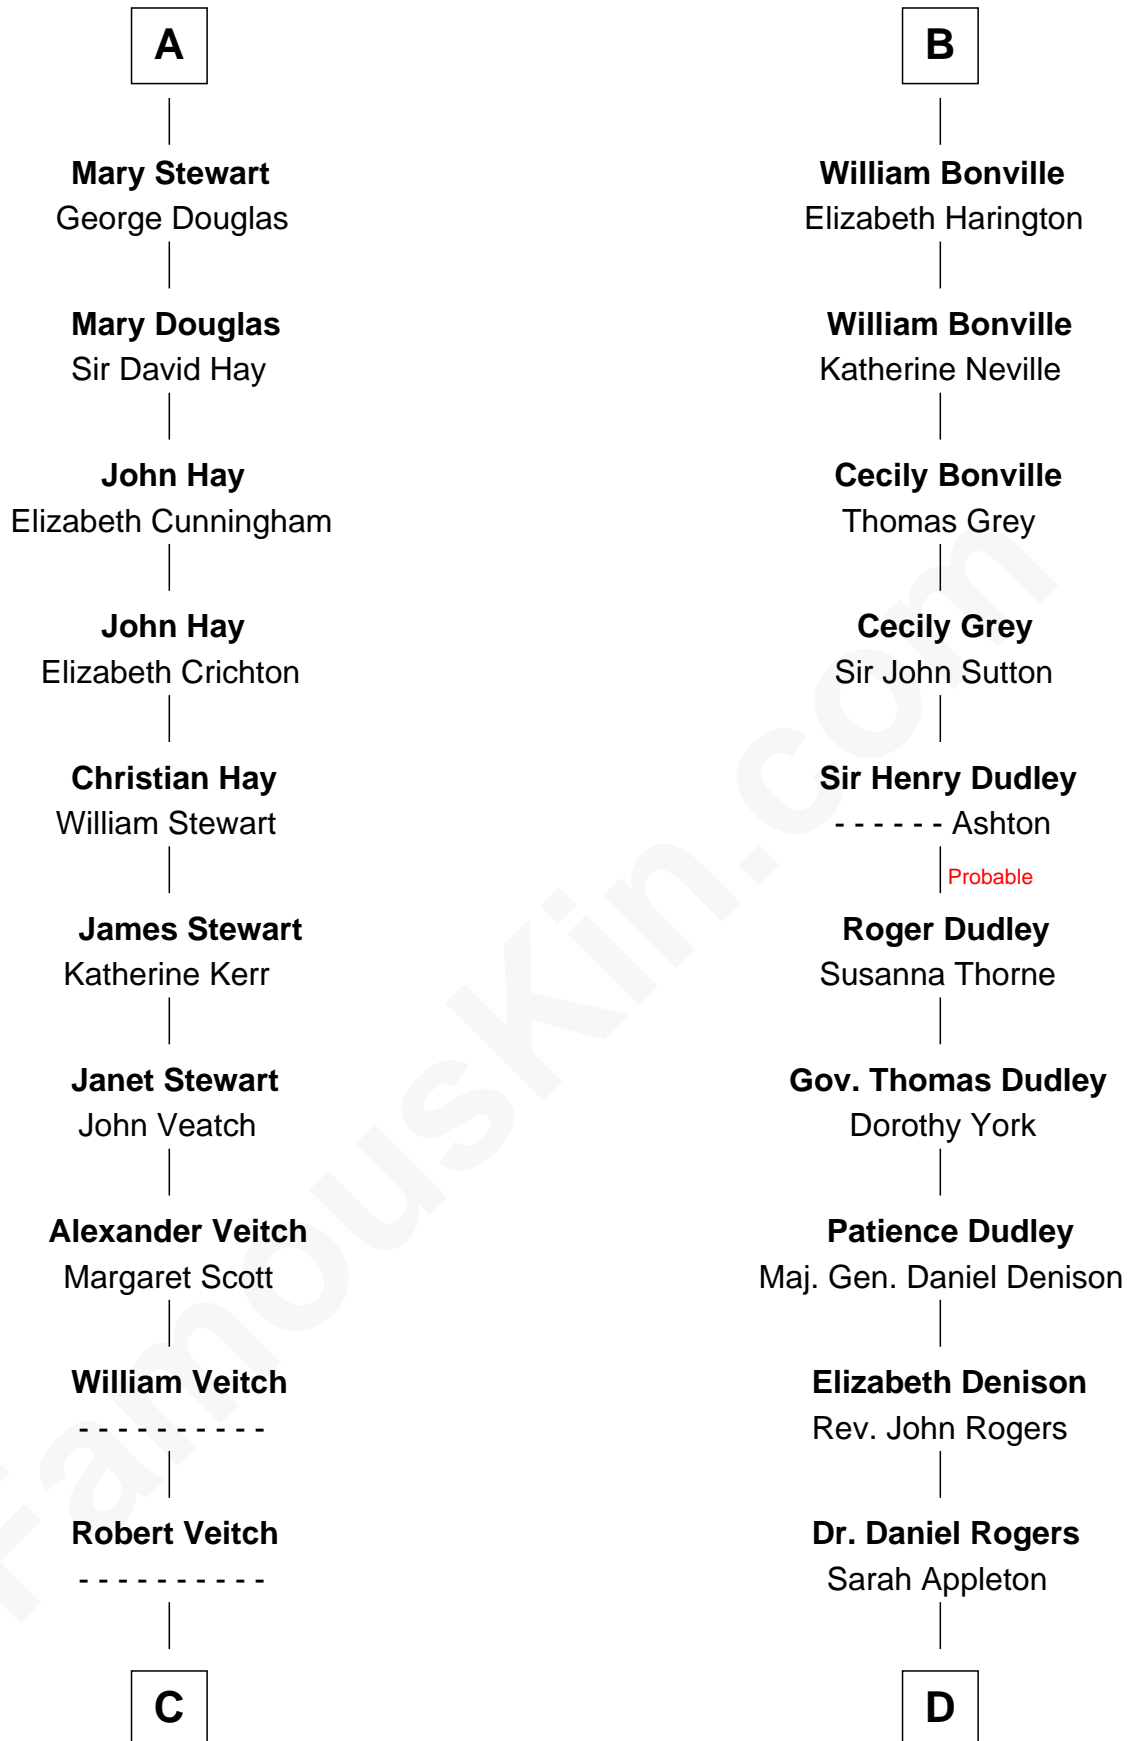 A
Mary Stewart
George Douglas
Mary Douglas
Sir David Hay
John Hay
Elizabeth Cunningham
John Hay
Elizabeth Crichton
Christian Hay
William Stewart
James Stewart
Katherine Kerr
Janet Stewart
John Veatch
Alexander Veitch
Margaret Scott
William Veitch
- - - - - - - - - -
Robert Veitch
- - - - - - - - - -
C
B
William Bonville
Elizabeth Harington
William Bonville
Katherine Neville
Cecily Bonville
Thomas Grey
Cecily Grey
Sir John Sutton
Sir Henry Dudley
- - - - - - Ashton
Probable
Roger Dudley
Susanna Thorne
Gov. Thomas Dudley
Dorothy York
Patience Dudley
Maj. Gen. Daniel Denison
Elizabeth Denison
Rev. John Rogers
Dr. Daniel Rogers
Sarah Appleton
D
FamousKin.com